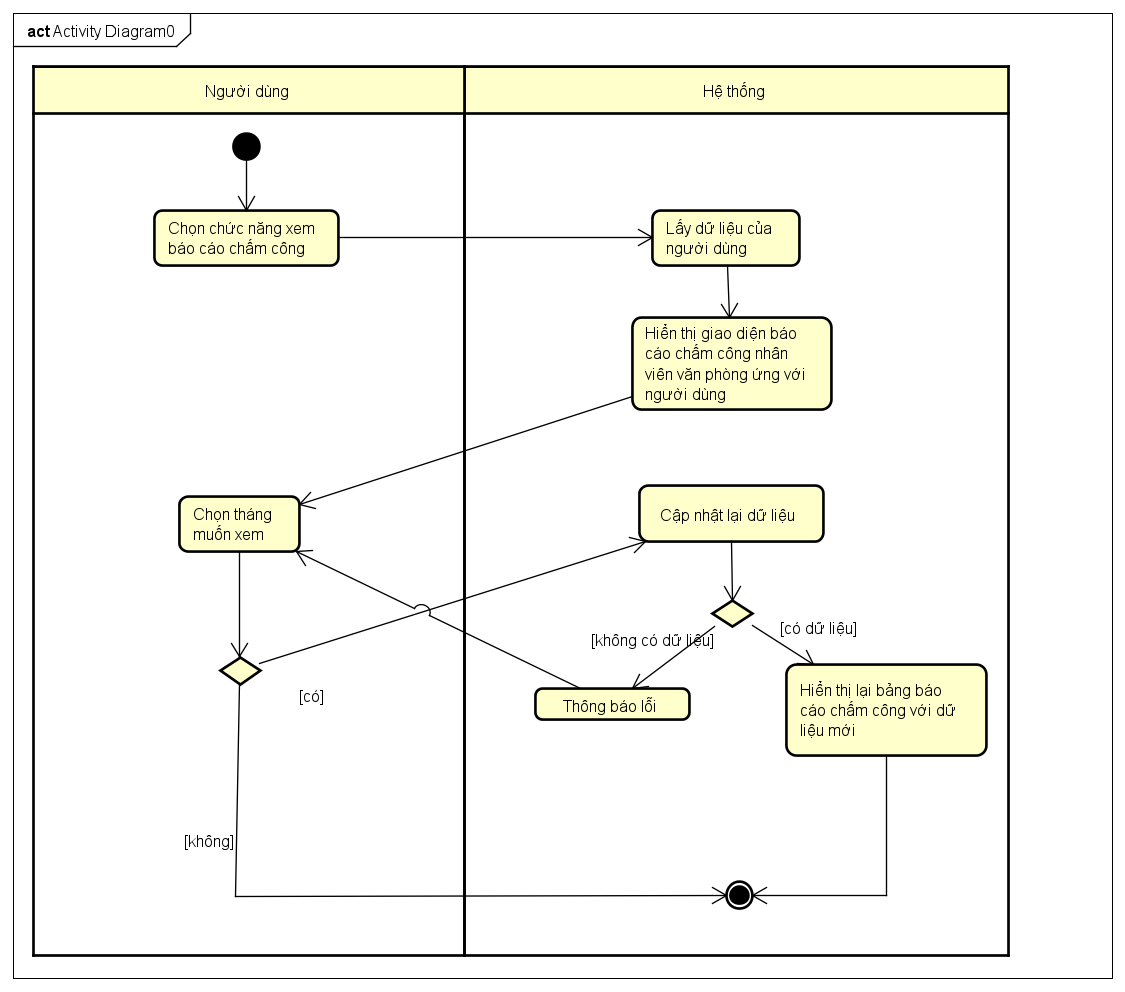 act Activity Diagram0
Người dùng
Hệ thống
Chọn chức năng xem
báo cáo chấm công
Lấy dữ liệu của
người dùng
Hiển thị giao diện báo
cáo chấm công nhân
viên văn phòng ứng với
người dùng
Chọn tháng
muốn xem
Cập nhật lại dữ liệu
[không có dữ liệu]
[có dữ liệu]
[có]
Thông báo lỗi
Hiển thị lại bảng báo
cáo chấm công với dữ
liệu mới
[không]